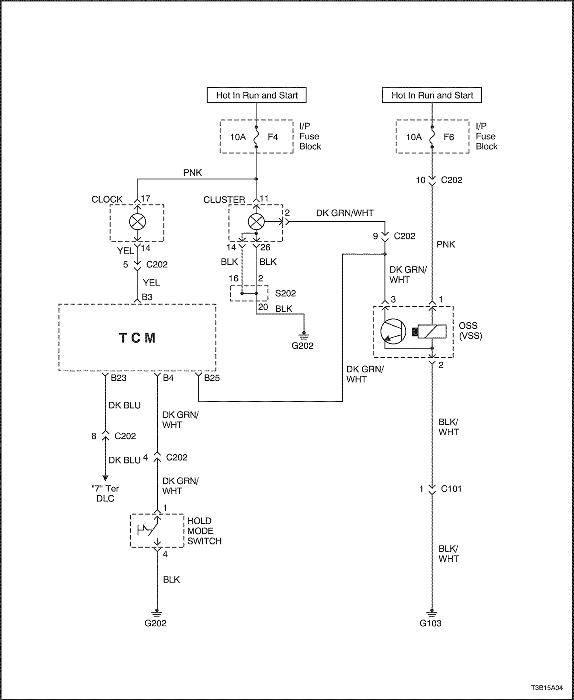 Hot In Run and Start
Hot In Run and Start
10A F4
I/P
Fuse
Block
10A F6
I/P
Fuse
Block
PNK
10 C202
CLOCK 17
CLUSTER 11
2
DK GRN/WHT
YEL 14
14 26
9 C202
PNK
5 C202
BLK BLK
DK GRN/
WHT
YEL
16 2
S202
B3
20 BLK
3 1
TCM
OSS
(VSS)
G202
B23 B4 B25
DK GRN/
WHT
2
DK BLU
DK GRN/
WHT
BLK/
WHT
8 C202
DK BLU
4 C202
"7" Ter
DLC
DK GRN/
WHT
1 C101
1
HOLD
MODE
SWITCH
4
BLK/
WHT
BLK
G202
G103
T3B15A04